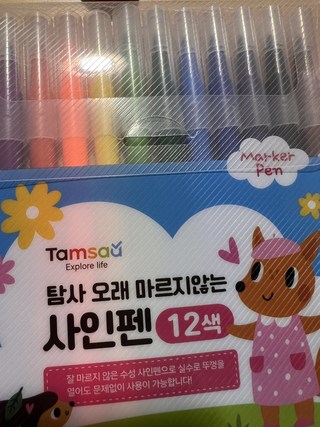 Marker
Pen
Tamsaa
Explore life
탐사 오래 마르지않는
사인펜 12색
잘 마르지 않은 수성 사인펜으로 실수로 뚜껑을
열어도 문제없이 사용이 가능합니다!